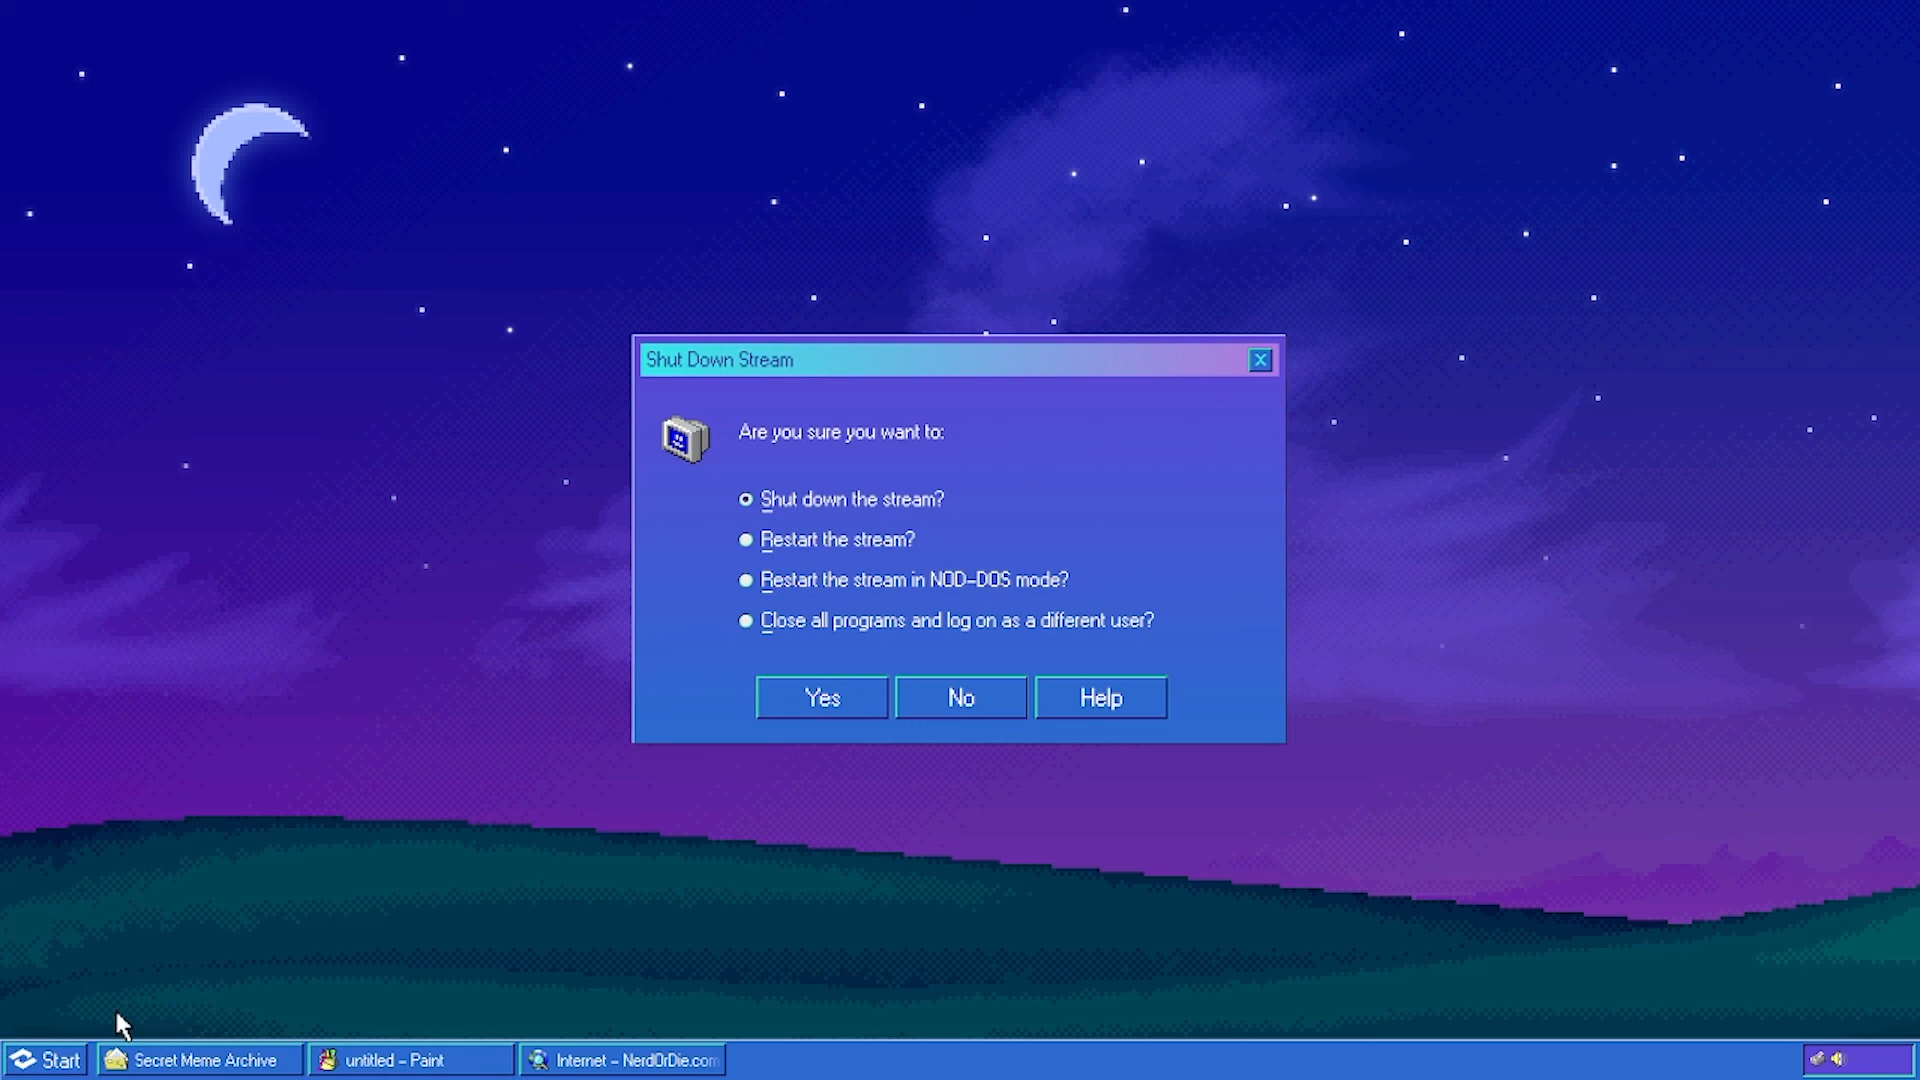 Shut Down Stream
Are you sure you want to:
Shut down the stream?
Restart the stream?
Restart the stream in NOD-DOS mode?
Close all programs and log on as a different user?
Yes No Help
Start Secret Meme Archive untitled - Paint Internet - NerdOrDie.com